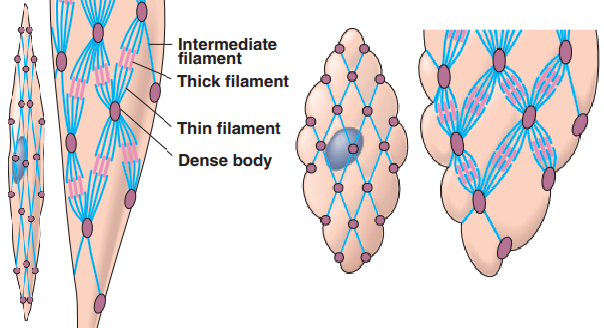 Intermediate
filament
Thick filament
Thin filament
Dense body